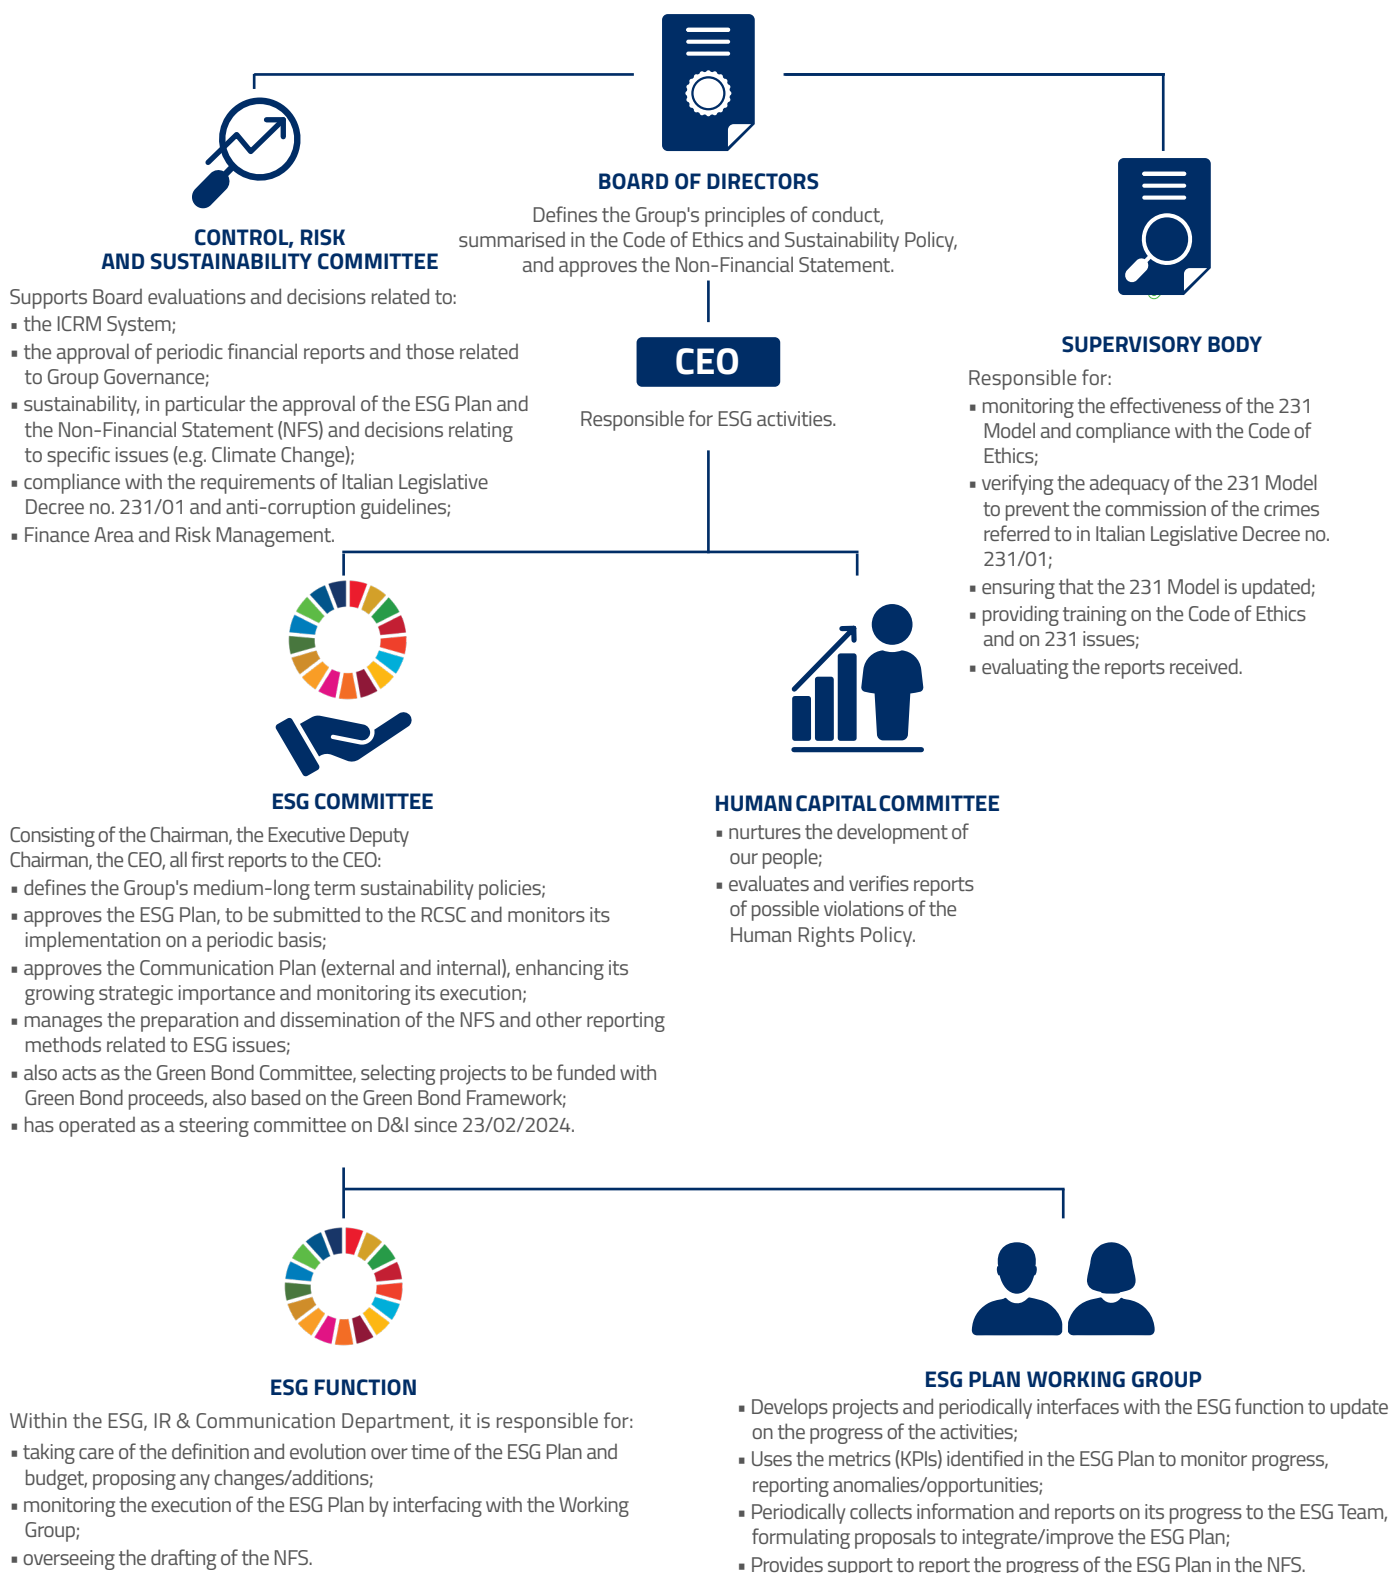 BOARD OF DIRECTORS
Defines the Group's principles of conduct,
summarised in the Code of Ethics and Sustainability Policy,
and approves the Non-Financial Statement.
CONTROL, RISK
AND SUSTAINABILITY COMMITTEE
Supports Board evaluations and decisions related to:
▪ the ICRM System;
▪ the approval of periodic financial reports and those related
to Group Governance;
▪ sustainability, in particular the approval of the ESG Plan and
the Non-Financial Statement (NFS) and decisions relating
to specific issues (e.g. Climate Change);
▪ compliance with the requirements of Italian Legislative
Decree no. 231/01 and anti-corruption guidelines;
▪ Finance Area and Risk Management.
CEO
Responsible for ESG activities.
SUPERVISORY BODY
Responsible for:
▪ monitoring the effectiveness of the 231
Model and compliance with the Code of
Ethics;
▪ verifying the adequacy of the 231 Model
to prevent the commission of the crimes
referred to in Italian Legislative Decree no.
231/01;
▪ ensuring that the 231 Model is updated;
▪ providing training on the Code of Ethics
and on 231 issues;
▪ evaluating the reports received.
ESG COMMITTEE
Consisting of the Chairman, the Executive Deputy
Chairman, the CEO, all first reports to the CEO:
▪ defines the Group's medium-long term sustainability policies;
▪ approves the ESG Plan, to be submitted to the RCSC and monitors its
implementation on a periodic basis;
▪ approves the Communication Plan (external and internal), enhancing its
growing strategic importance and monitoring its execution;
▪ manages the preparation and dissemination of the NFS and other reporting
methods related to ESG issues;
▪ also acts as the Green Bond Committee, selecting projects to be funded with
Green Bond proceeds, also based on the Green Bond Framework;
▪ has operated as a steering committee on D&I since 23/02/2024.
HUMAN CAPITAL COMMITTEE
▪ nurtures the development of
our people;
▪ evaluates and verifies reports
of possible violations of the
Human Rights Policy.
ESG FUNCTION
Within the ESG, IR & Communication Department, it is responsible for:
▪ taking care of the definition and evolution over time of the ESG Plan and
budget, proposing any changes/additions;
▪ monitoring the execution of the ESG Plan by interfacing with the Working
Group;
▪ overseeing the drafting of the NFS.
ESG PLAN WORKING GROUP
▪ Develops projects and periodically interfaces with the ESG function to update
on the progress of the activities;
▪ Uses the metrics (KPIs) identified in the ESG Plan to monitor progress,
reporting anomalies/opportunities;
▪ Periodically collects information and reports on its progress to the ESG Team,
formulating proposals to integrate/improve the ESG Plan;
▪ Provides support to report the progress of the ESG Plan in the NFS.